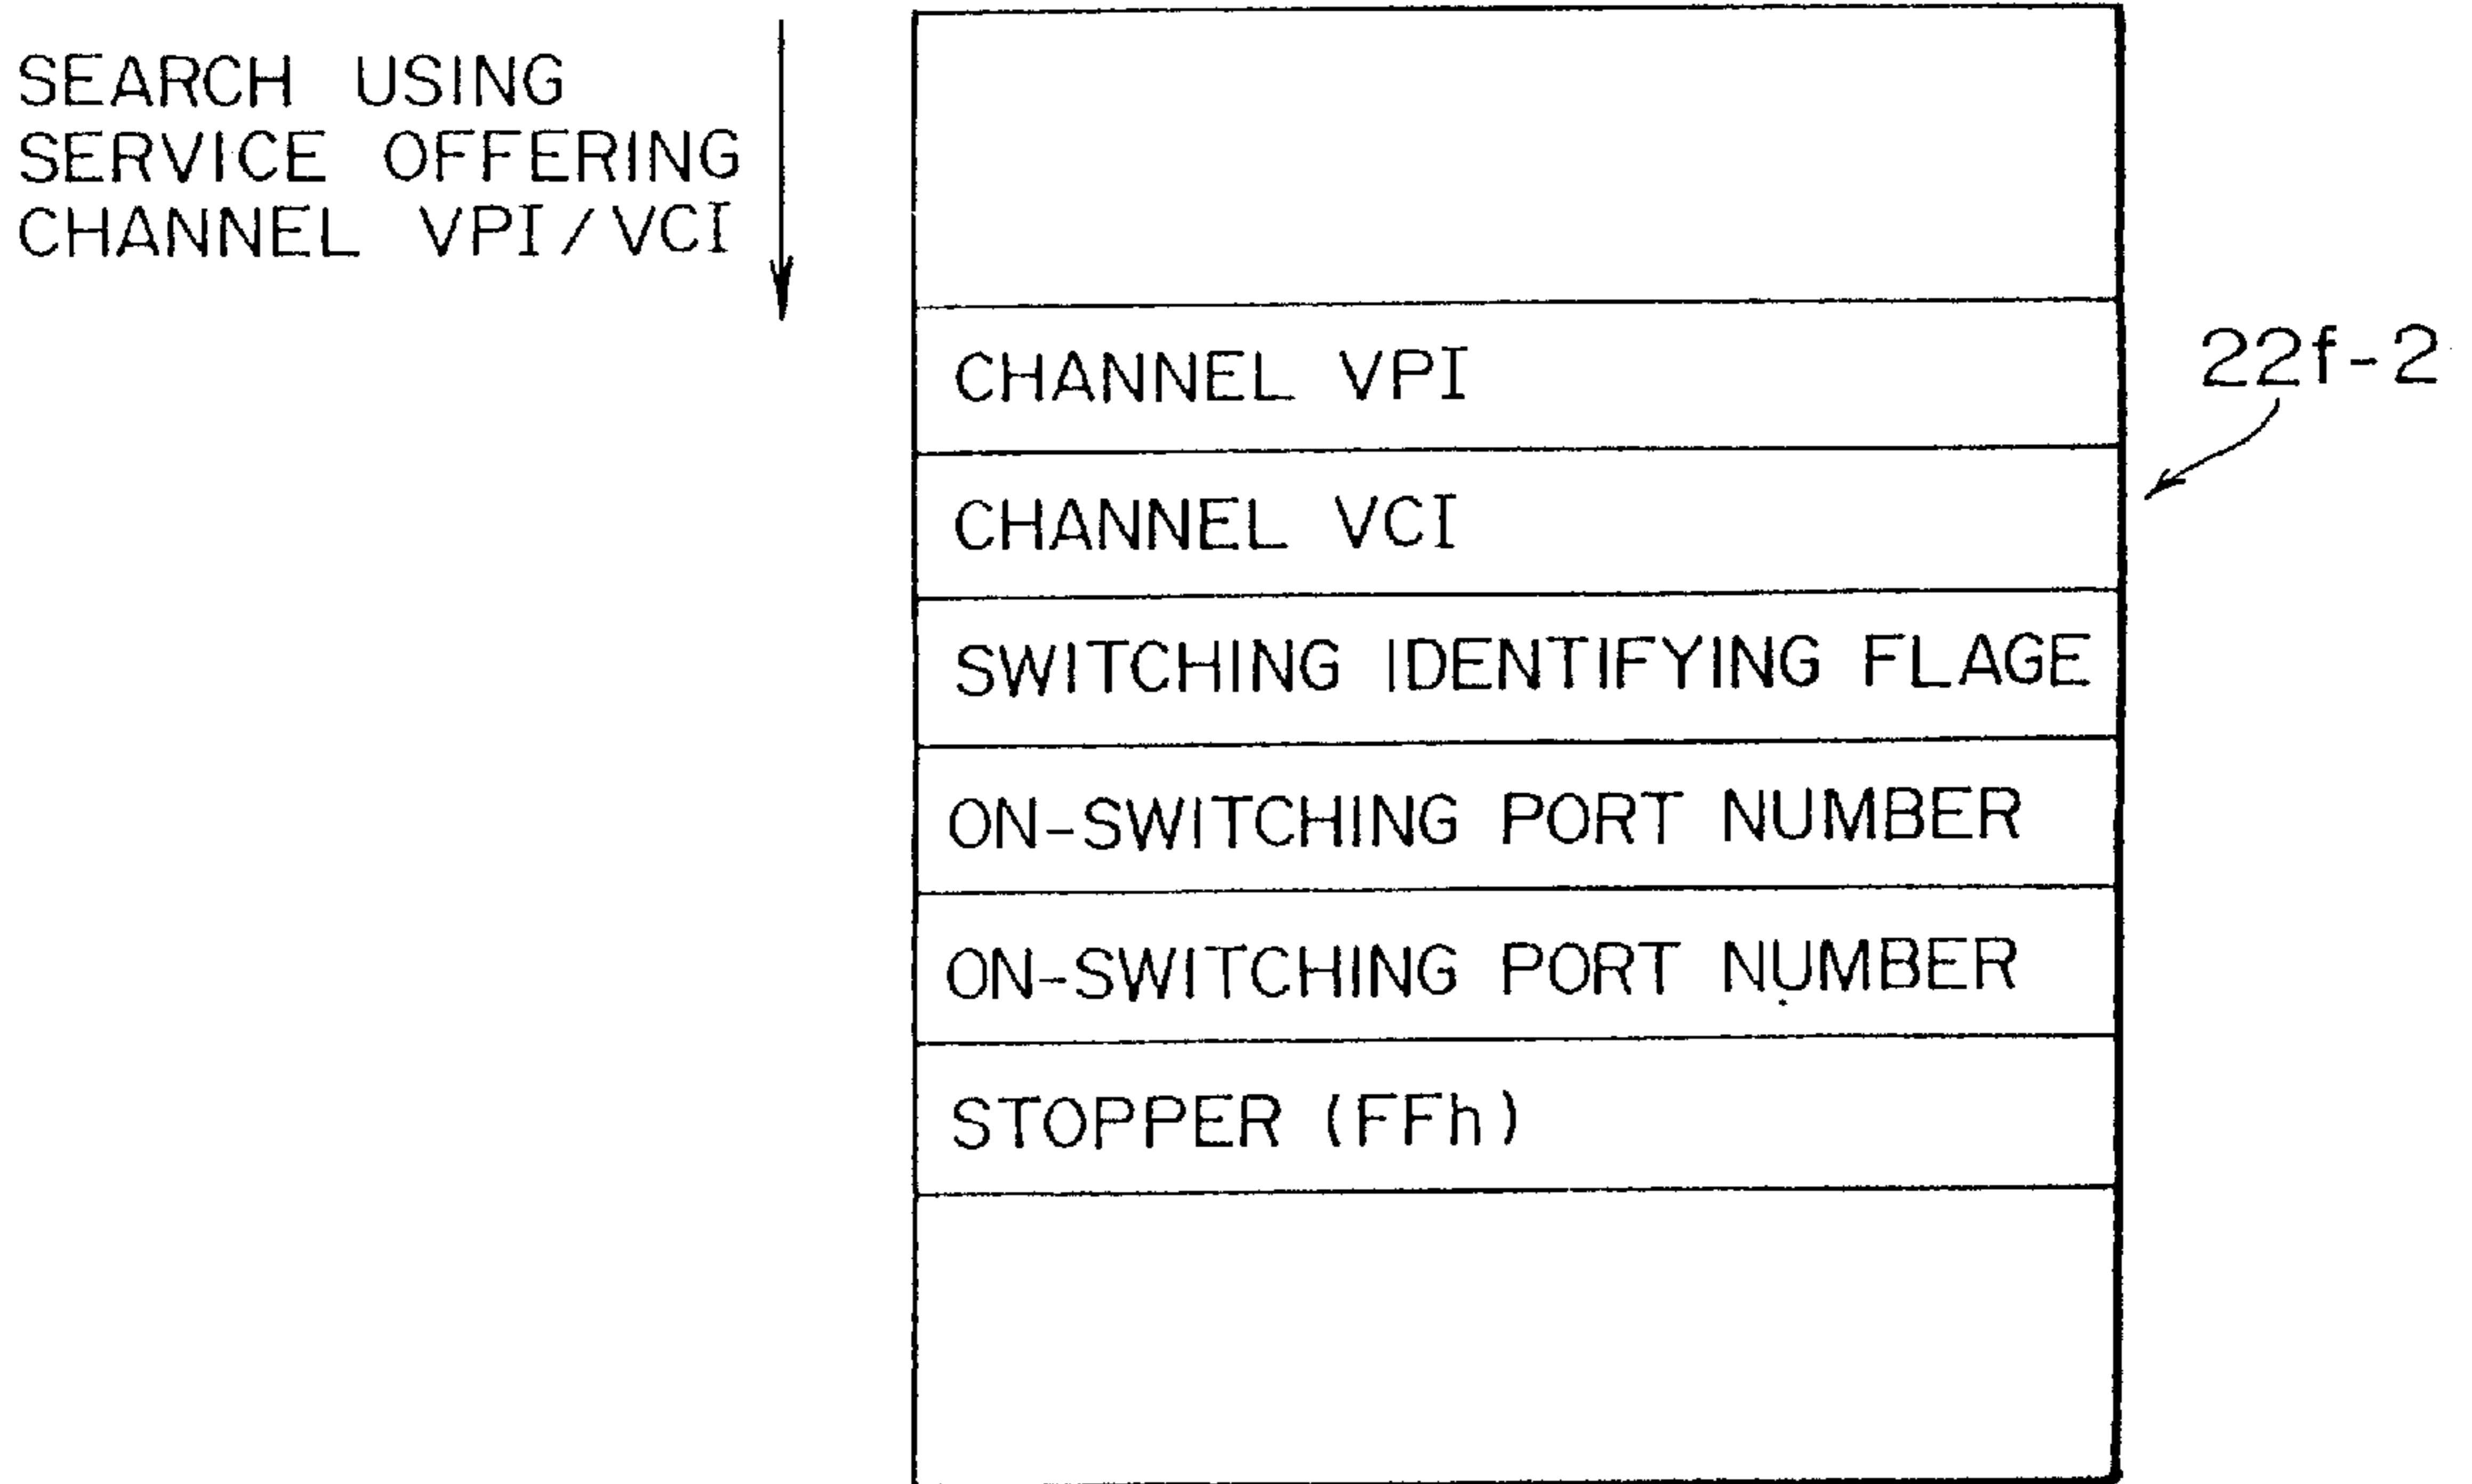 SEARCH USING
SERVICE OFFERING
CHANNEL VPI/VCI
CHANNEL VPI
22f-2
CHANNEL VCI
SWITCHING IDENTIFYING FLAGE
ON-SWITCHING PORT NUMBER
ON-SWITCHING PORT NUMBER
STOPPER (FFh)